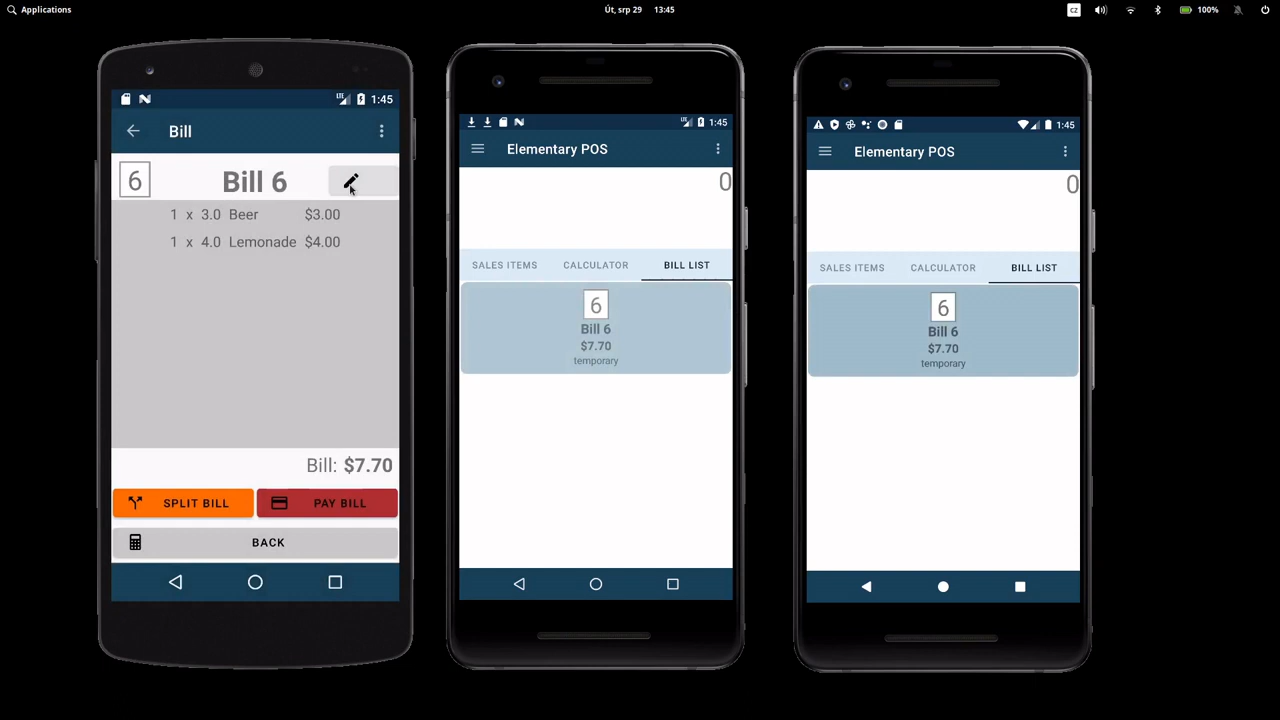 Applications
Út, srp 29 13:45
cz
100%
1:45
Bill
6 Bill 6
1 x 3.0 Beer $3.00
1 x 4.0 Lemonade $4.00
Bill: $7.70
SPLIT BILL
PAY BILL
BACK
LTE
1:45
Elementary POS
0
SALES ITEMS CALCULATOR BILL LIST
6
Bill 6
$7.70
temporary
1:45
Elementary POS
0
SALES ITEMS CALCULATOR BILL LIST
6
Bill 6
$7.70
temporary